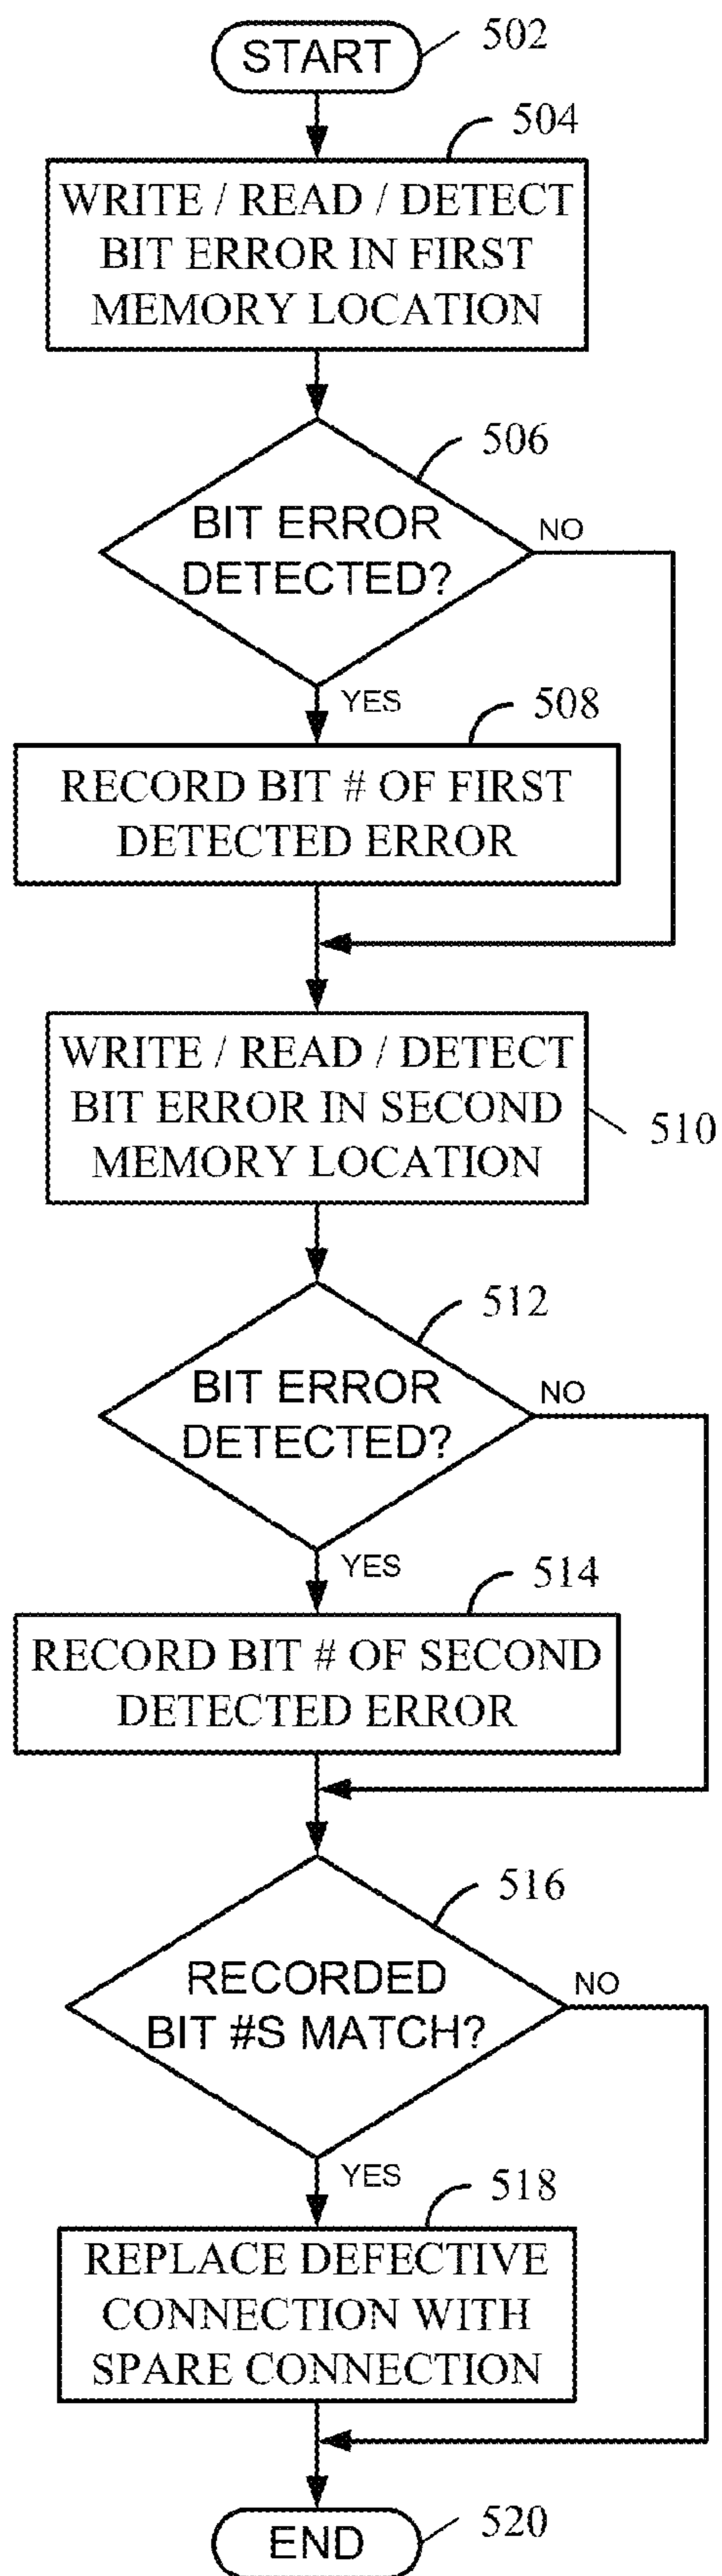 START
502
504
WRITE / READ / DETECT
BIT ERROR IN FIRST
MEMORY LOCATION
506
BIT ERROR
DETECTED?
NO
YES
508
RECORD BIT # OF FIRST
DETECTED ERROR
WRITE / READ / DETECT
BIT ERROR IN SECOND
MEMORY LOCATION
510
512
BIT ERROR
DETECTED?
NO
YES
514
RECORD BIT # OF SECOND
DETECTED ERROR
516
RECORDED
BIT #S MATCH?
NO
YES
518
REPLACE DEFECTIVE
CONNECTION WITH
SPARE CONNECTION
END
520